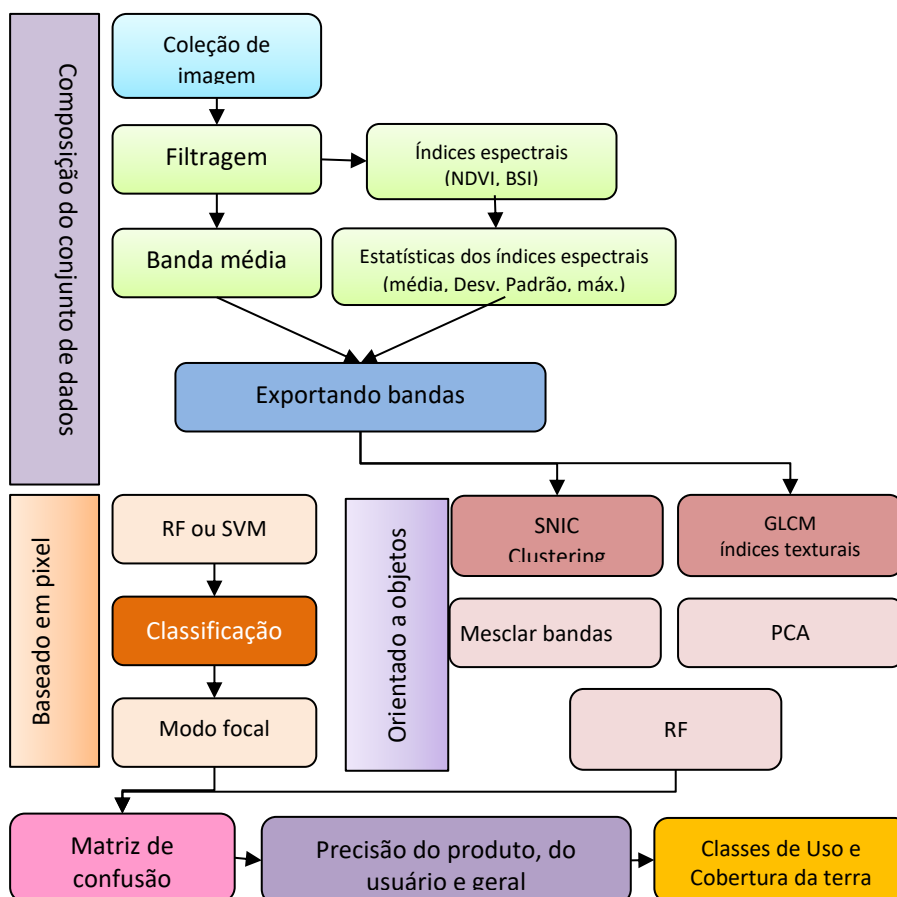 Composição do conjunto de dados
Coleção de
imagem
Filtragem
Índices espectrais
(NDVI, BSI)
Banda média
Estatísticas dos índices espectrais
(média, Desv. Padrão, máx.)
Exportando bandas
Baseado em pixel
RF ou SVM
Classificação
Modo focal
Orientado a objetos
SNIC
Clustering
GLCM
índices texturais
Mesclar bandas
PCA
RF
Matriz de
confusão
Precisão do produto, do
usuário e geral
Classes de Uso e
Cobertura da terra